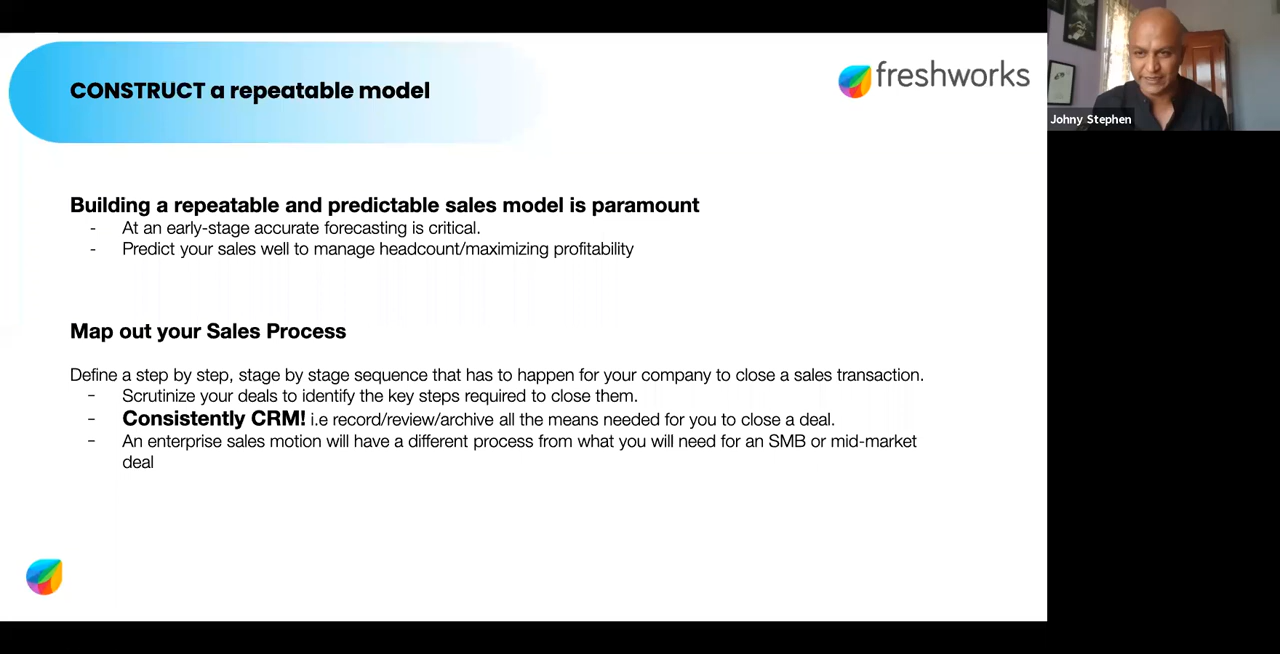 CONSTRUCT a repeatable model
freshworks
Johny Stephen
Building a repeatable and predictable sales model is paramount
- At an early-stage accurate forecasting is critical.
- Predict your sales well to manage headcount/maximizing profitability
Map out your Sales Process
Define a step by step, stage by stage sequence that has to happen for your company to close a sales transaction.
- Scrutinize your deals to identify the key steps required to close them.
- Consistently CRM! i.e record/review/archive all the means needed for you to close a deal.
- An enterprise sales motion will have a different process from what you will need for an SMB or mid-market
deal